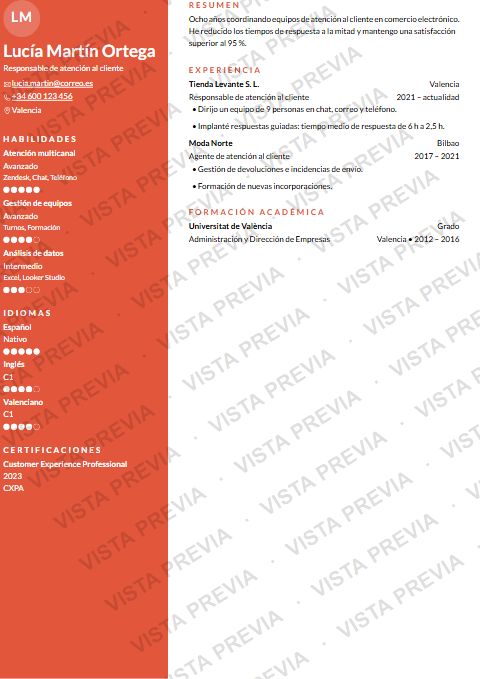 LM
Lucía Martín Ortega
Responsable de atención al cliente
lucia.martin@correo.es
+34 600 123 456
Valencia
HABILIDADES
Atención multicanal
Avanzado
Zendesk, Chat, Teléfono
Gestión de equipos
Avanzado
Turnos, Formación
Análisis de datos
Intermedio
Excel, Looker Studio
IDIOMAS
Español
Nativo
Inglés
C1
Valenciano
C1
CERTIFICACIONES
Customer Experience Professional
2023
CXPA
RESUMEN
Ocho años coordinando equipos de atención al cliente en comercio electrónico.
He reducido los tiempos de respuesta a la mitad y mantengo una satisfacción
superior al 95 %.
EXPERIENCIA
Tienda Levante S. L. Valencia
Responsable de atención al cliente 2021 – actualidad
• Dirijo un equipo de 9 personas en chat, correo y teléfono.
• Implanté respuestas guiadas: tiempo medio de respuesta de 6 h a 2,5 h.
Moda Norte Bilbao
Agente de atención al cliente 2017 – 2021
• Gestión de devoluciones e incidencias de envío.
• Formación de nuevas incorporaciones.
FORMACIÓN ACADÉMICA
Universitat de València Grado
Administración y Dirección de Empresas Valencia • 2012 – 2016
VISTA PREVIA